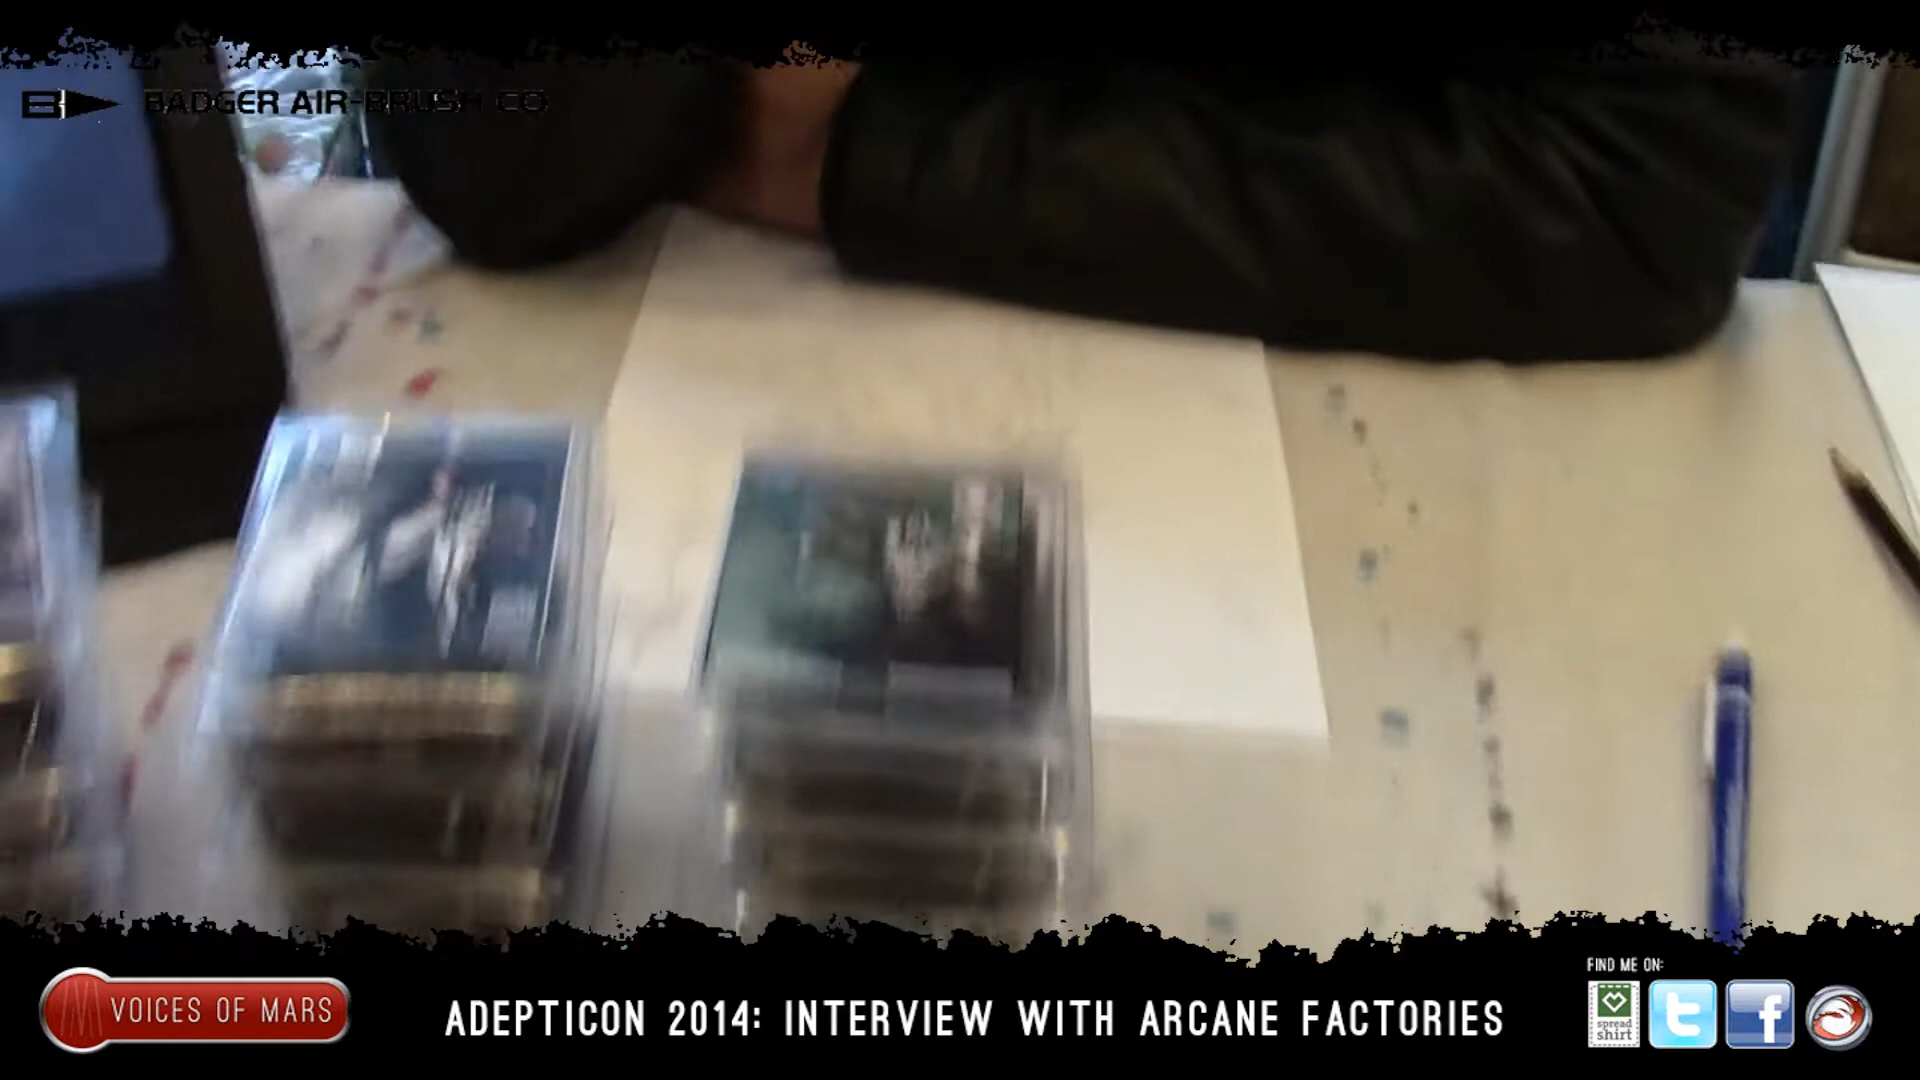 BADGER AIR-BRUSH CO
FIND ME ON:
VOICES OF MARS
ADEPTICON 2014: INTERVIEW WITH ARCANE FACTORIES
spread
shirt